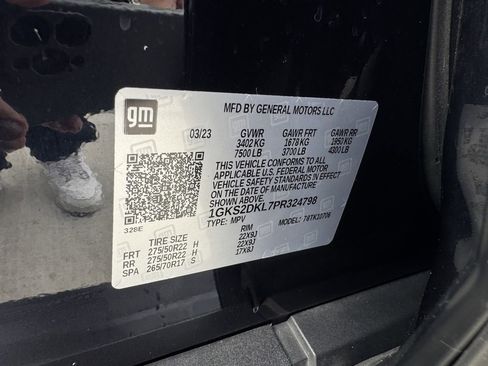 gm
MFD BY GENERAL MOTORS LLC
03/23 GVWR GAWR FRT GAWR RR
3402 KG 1678 KG 1950 KG
7500 LB 3700 LB 4300 LB
THIS VEHICLE CONFORMS TO ALL
APPLICABLE U.S. FEDERAL MOTOR
VEHICLE SAFETY STANDARDS IN EFFECT
ON THE DATE OF MANUFACTURE
SHOWN ABOVE.
1GKS2DKL7PR324798
TYPE: MPV MODEL: 76TK10706
328E
TIRE SIZE RIM
FRT 275/50R22 H 22X9J
RR 275/50R22 H 22X9J
SPA 265/70R17 S 17X8J